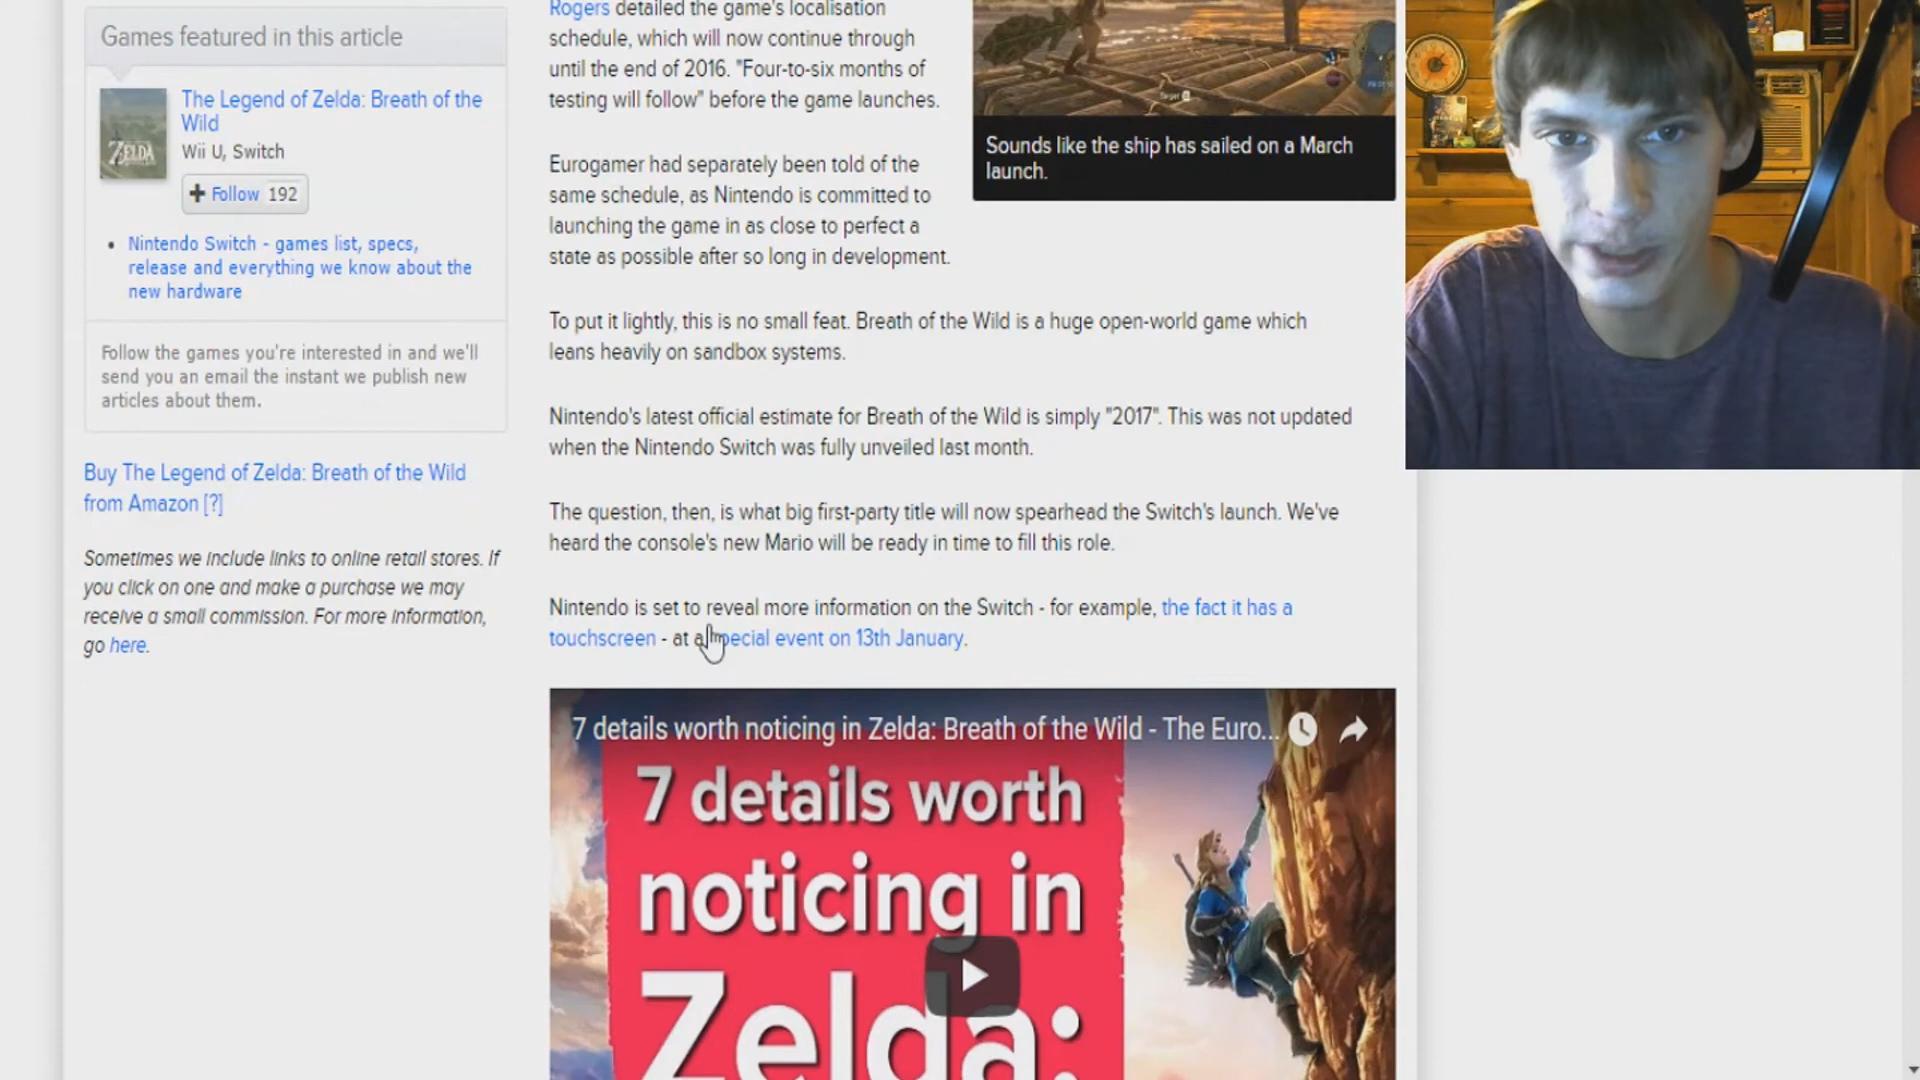 Games featured in this article
The Legend of Zelda: Breath of the
Wild
Wii U, Switch
Follow 192
Nintendo Switch - games list, specs,
release and everything we know about the
new hardware
Follow the games you're interested in and we'll
send you an email the instant we publish new
articles about them.
Buy The Legend of Zelda: Breath of the Wild
from Amazon [?]
Sometimes we include links to online retail stores. If
you click on one and make a purchase we may
receive a small commission. For more information,
go here.
Rogers detailed the game's localisation
schedule, which will now continue through
until the end of 2016. "Four-to-six months of
testing will follow" before the game launches.
Eurogamer had separately been told of the
same schedule, as Nintendo is committed to
launching the game in as close to perfect a
state as possible after so long in development.
Sounds like the ship has sailed on a March
launch.
To put it lightly, this is no small feat. Breath of the Wild is a huge open-world game which
leans heavily on sandbox systems.
Nintendo's latest official estimate for Breath of the Wild is simply "2017". This was not updated
when the Nintendo Switch was fully unveiled last month.
The question, then, is what big first-party title will now spearhead the Switch's launch. We've
heard the console's new Mario will be ready in time to fill this role.
Nintendo is set to reveal more information on the Switch - for example, the fact it has a
touchscreen - at a special event on 13th January.
7 details worth noticing in Zelda: Breath of the Wild - The Euro...
7 details worth
noticing in
Zelda:
ZELDA